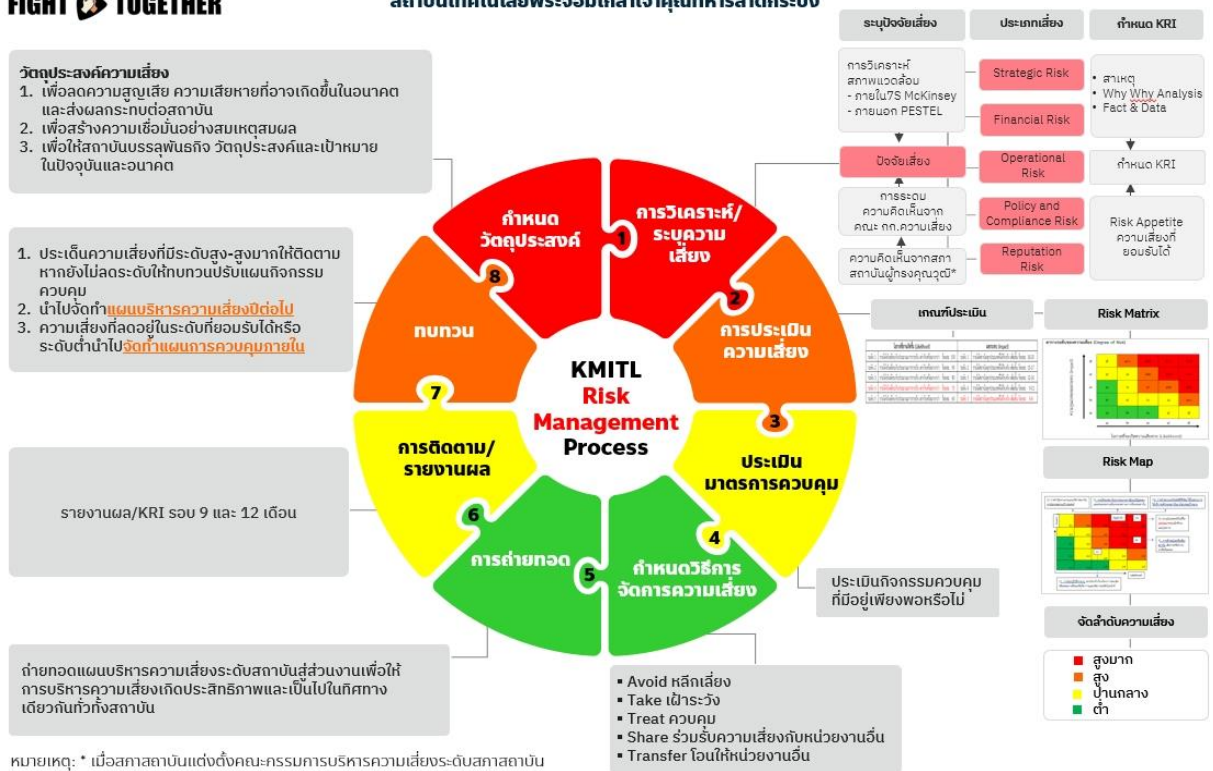 FIGHT TOGETHER
สถาบันเทคโนโลยีพระจอมเกล้าเจ้าคุณทหารลาดกระบัง
วัตถุประสงค์ความเสี่ยง
1. เพื่อลดความสูญเสีย ความเสียหายที่อาจเกิดขึ้นในอนาคต
และส่งผลกระทบต่อสถาบัน
2. เพื่อสร้างความเชื่อมั่นอย่างสมเหตุสมผล
3. เพื่อให้สถาบันบรรลุพันธกิจ วัตถุประสงค์และเป้าหมาย
ในปัจจุบันและอนาคต
1. ประเด็นความเสี่ยงที่มีระดับสูง-สูงมากให้ติดตาม
หากยังไม่ลดระดับให้ทบทวนปรับแผนกิจกรรม
ควบคุม
2. นำไปจัดทำแผนบริหารความเสี่ยงปีต่อไป
3. ความเสี่ยงที่ลดอยู่ในระดับที่ยอมรับได้หรือ
ระดับต่ำนำไปจัดทำแผนการควบคุมภายใน
รายงานผล/KRI รอบ 9 และ 12 เดือน
ถ่ายทอดแผนบริหารความเสี่ยงระดับสถาบันสู่ส่วนงานเพื่อให้
การบริหารความเสี่ยงเกิดประสิทธิภาพและเป็นไปในทิศทาง
เดียวกันทั่วทั้งสถาบัน
หมายเหตุ: * เมื่อสภาสถาบันแต่งตั้งคณะกรรมการบริหารความเสี่ยงระดับสภาสถาบัน
กำหนด
วัตถุประสงค์
1
การวิเคราะห์/
ระบุความ
เสี่ยง
2
การประเมิน
ความเสี่ยง
3
ประเมิน
มาตรการควบคุม
4
กำหนดวิธีการ
จัดการความเสี่ยง
5
การถ่ายทอด
6
การติดตาม/
รายงานผล
7
ทบทวน
8
KMITL
Risk
Management
Process
ประเมินกิจกรรมควบคุม
ที่มีอยู่เพียงพอหรือไม่
▪ Avoid หลีกเลี่ยง
▪ Take เฝ้าระวัง
▪ Treat ควบคุม
▪ Share ร่วมรับความเสี่ยงกับหน่วยงานอื่น
▪ Transfer โอนให้หน่วยงานอื่น
ระบุปัจจัยเสี่ยง
ประเภทเสี่ยง
กำหนด KRI
การวิเคราะห์
สภาพแวดล้อม
- ภายใน7S McKinsey
- ภายนอก PESTEL
ปัจจัยเสี่ยง
การระดม
ความคิดเห็นจาก
คณะ กก.ความเสี่ยง
ความคิดเห็นจากสภา
สถาบันผู้ทรงคุณวุฒิ*
Strategic Risk
Financial Risk
Operational
Risk
Policy and
Compliance Risk
Reputation
Risk
• สาเหตุ
• Why Why Analysis
• Fact & Data
กำหนด KRI
Risk Appetite
ความเสี่ยงที่
ยอมรับได้
เกณฑ์ประเมิน
Risk Matrix
Risk Map
จัดลำดับความเสี่ยง
สูงมาก
สูง
ปานกลาง
ต่ำ